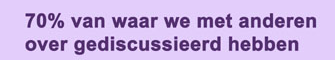 70% van waar we met anderen
over gediscussieerd hebben